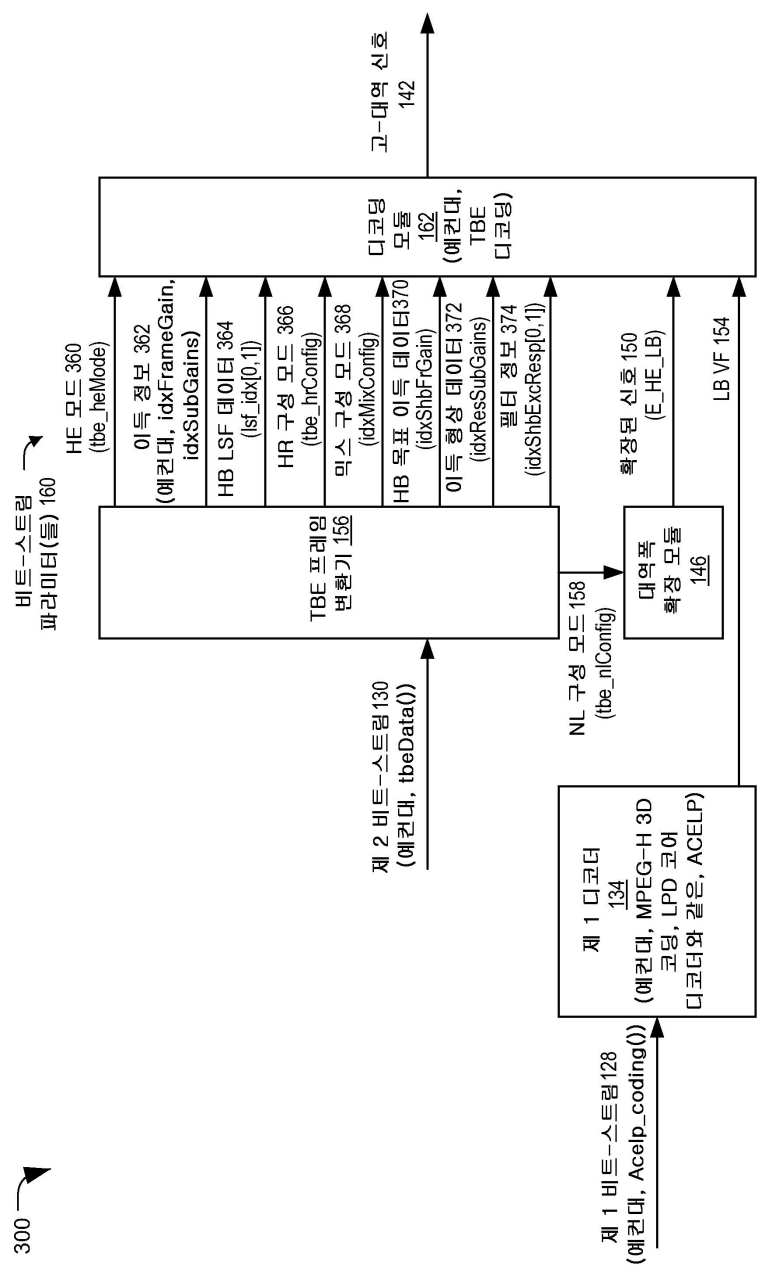 300
비트-스트림
파라미터(들) 160
HE 모드 360
(tbe_heMode)
이득 정보 362
(예컨대, idxFrameGain,
idxSubGains)
HB LSF 데이터 364
(lsf_idx[0,1])
HR 구성 모드 366
(tbe_hrConfig)
믹스 구성 모드 368
(idxMixConfig)
HB 목표 이득 데이터370
(idxShbFrGain)
이득 형상 데이터 372
(idxResSubGains)
필터 정보 374
(idxShbExcResp[0,1])
고-대역 신호
142
디코딩
모듈
162
(예컨대,
TBE
디코딩)
TBE 프레임
변환기 156
제 2 비트-스트림130
(예컨대, tbeData())
NL 구성 모드158
(tbe_nlConfig)
대역폭
확장 모듈
146
확장된 신호 150
(E_HE_LB)
LB VF 154
제 1 디코더
134
(예컨대, MPEG-H 3D
코딩, LPD 코어
디코더와 같은, ACELP)
제 1 비트-스트림128
(예컨대, Acelp_coding())